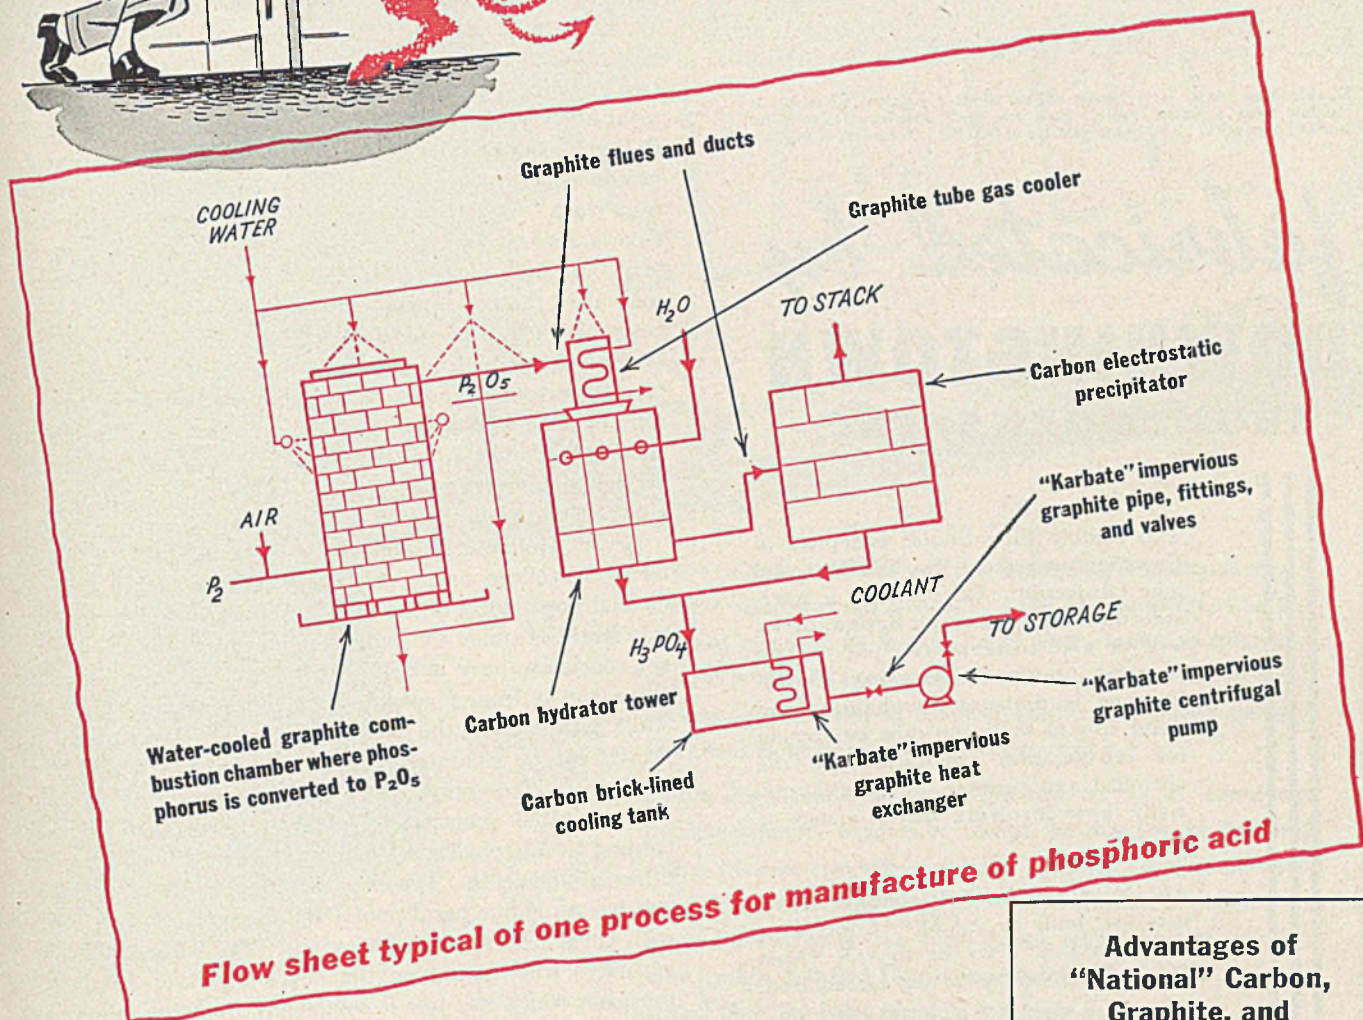 Graphite flues and ducts
Graphite tube gas cooler
COOLING
WATER
H₂O
TO STACK
P₂O₅
Carbon electrostatic
precipitator
"Karbate" impervious
graphite pipe, fittings,
and valves
AIR
P₂
COOLANT
TO STORAGE
H₃PO₄
"Karbate" impervious
graphite centrifugal
pump
Carbon hydrator tower
Water-cooled graphite com-
bustion chamber where phos-
phorus is converted to P₂O₅
"Karbate" impervious
graphite heat
exchanger
Carbon brick-lined
cooling tank
Flow sheet typical of one process for manufacture of phosphoric acid
Advantages of
"National" Carbon,
Graphite, and